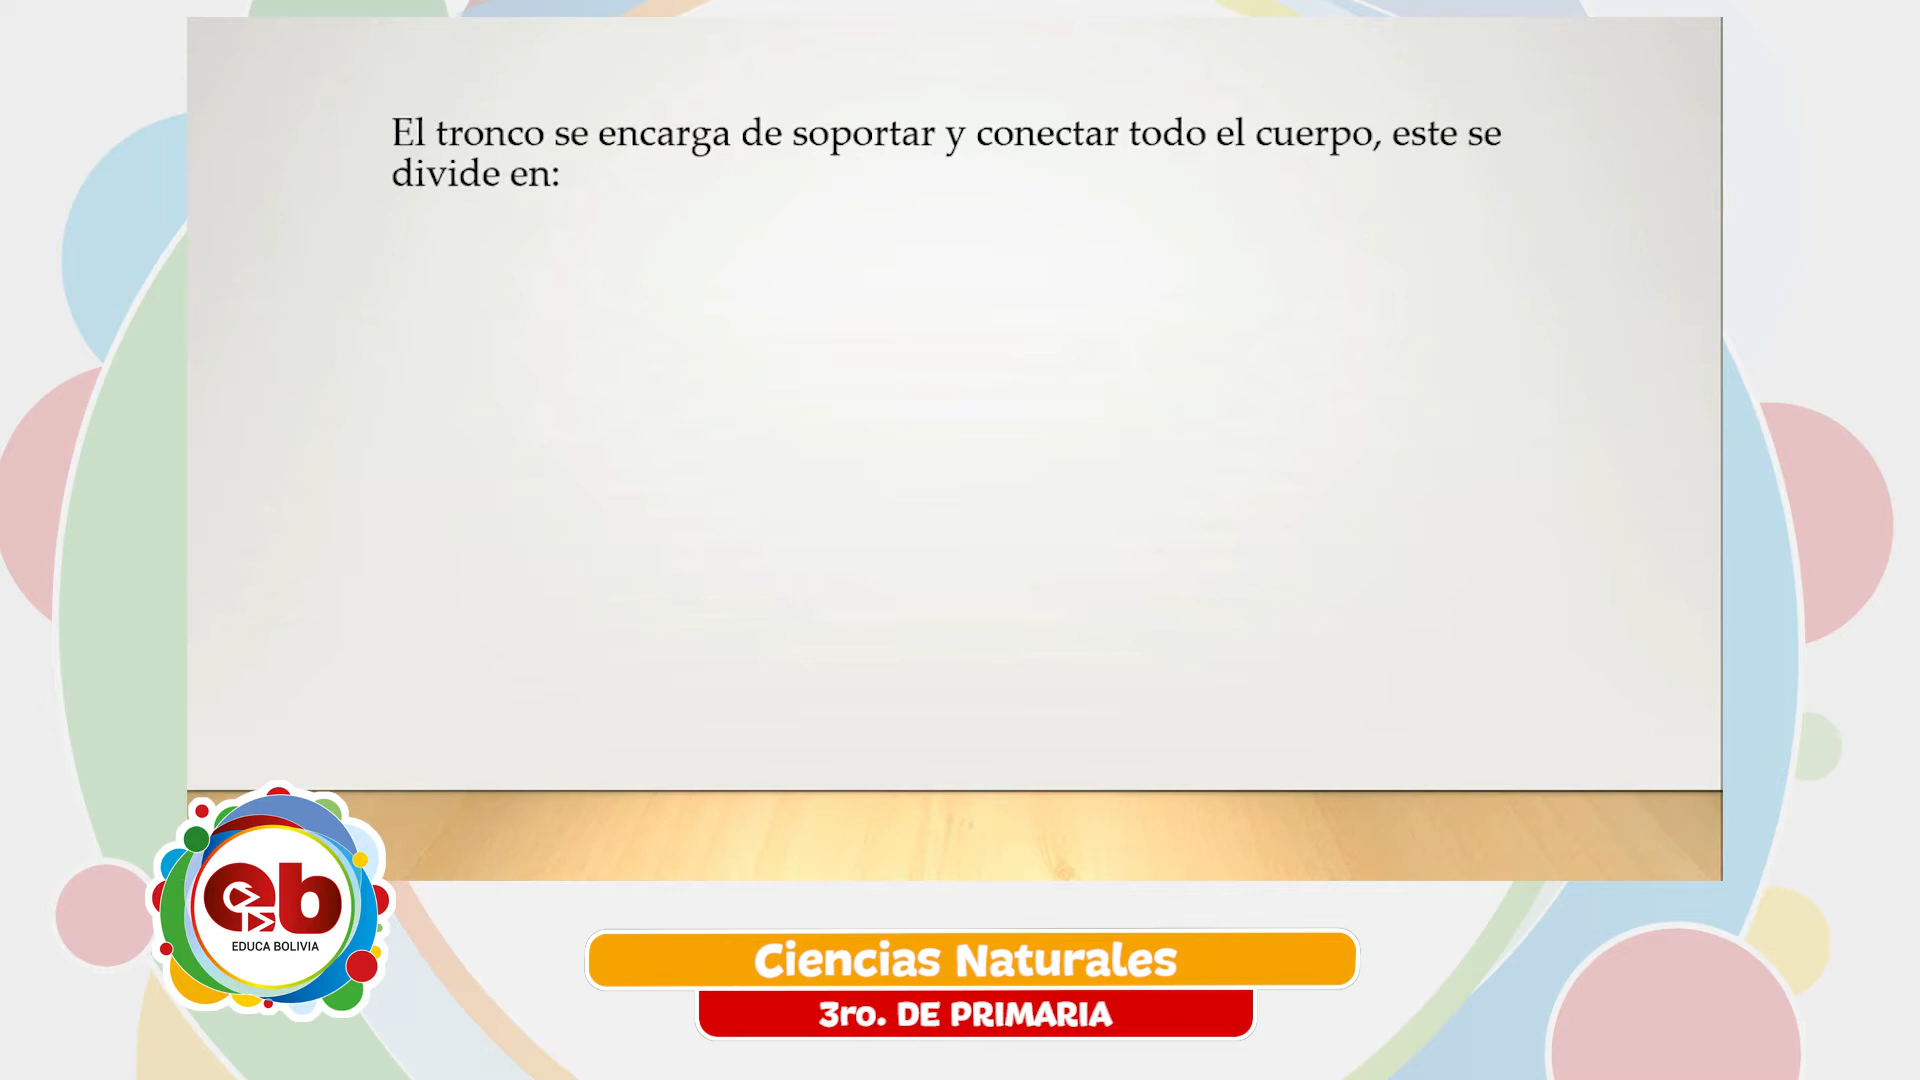 El tronco se encarga de soportar y conectar todo el cuerpo, este se
divide en:
eb
EDUCA BOLIVIA
Ciencias Naturales
3ro. DE PRIMARIA